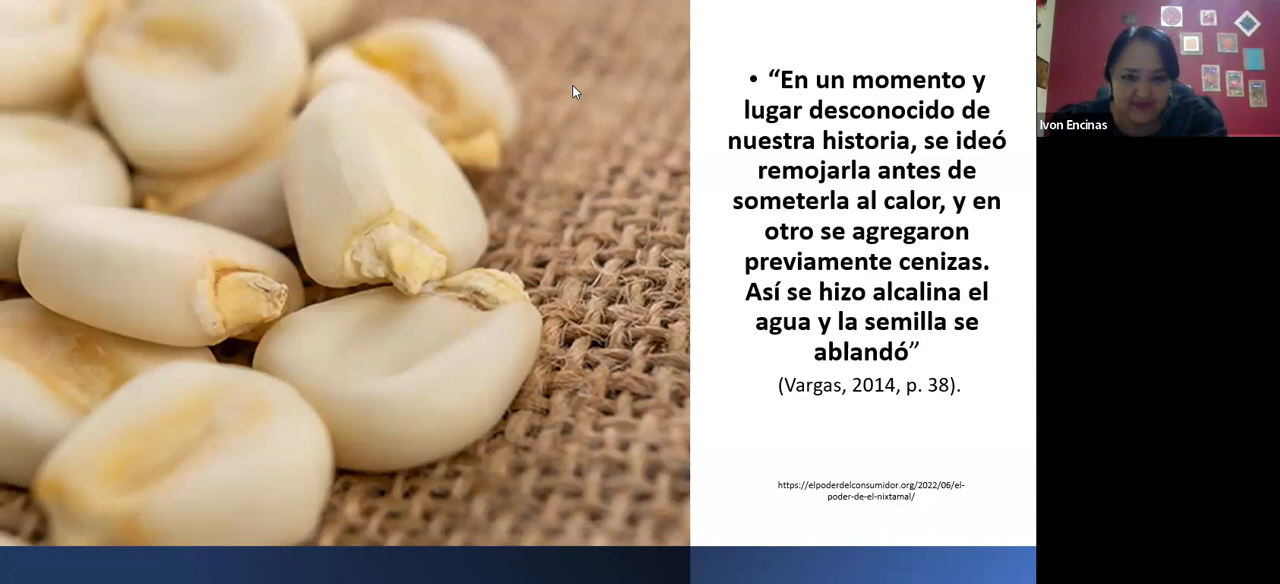 • “En un momento y
lugar desconocido de
nuestra historia, se ideó
remojarla antes de
someterla al calor, y en
otro se agregaron
previamente cenizas.
Así se hizo alcalina el
agua y la semilla se
ablandó”
(Vargas, 2014, p. 38).
https://elpoderdelconsumidor.org/2022/06/el-
poder-de-el-nixtamal/
Ivon Encinas